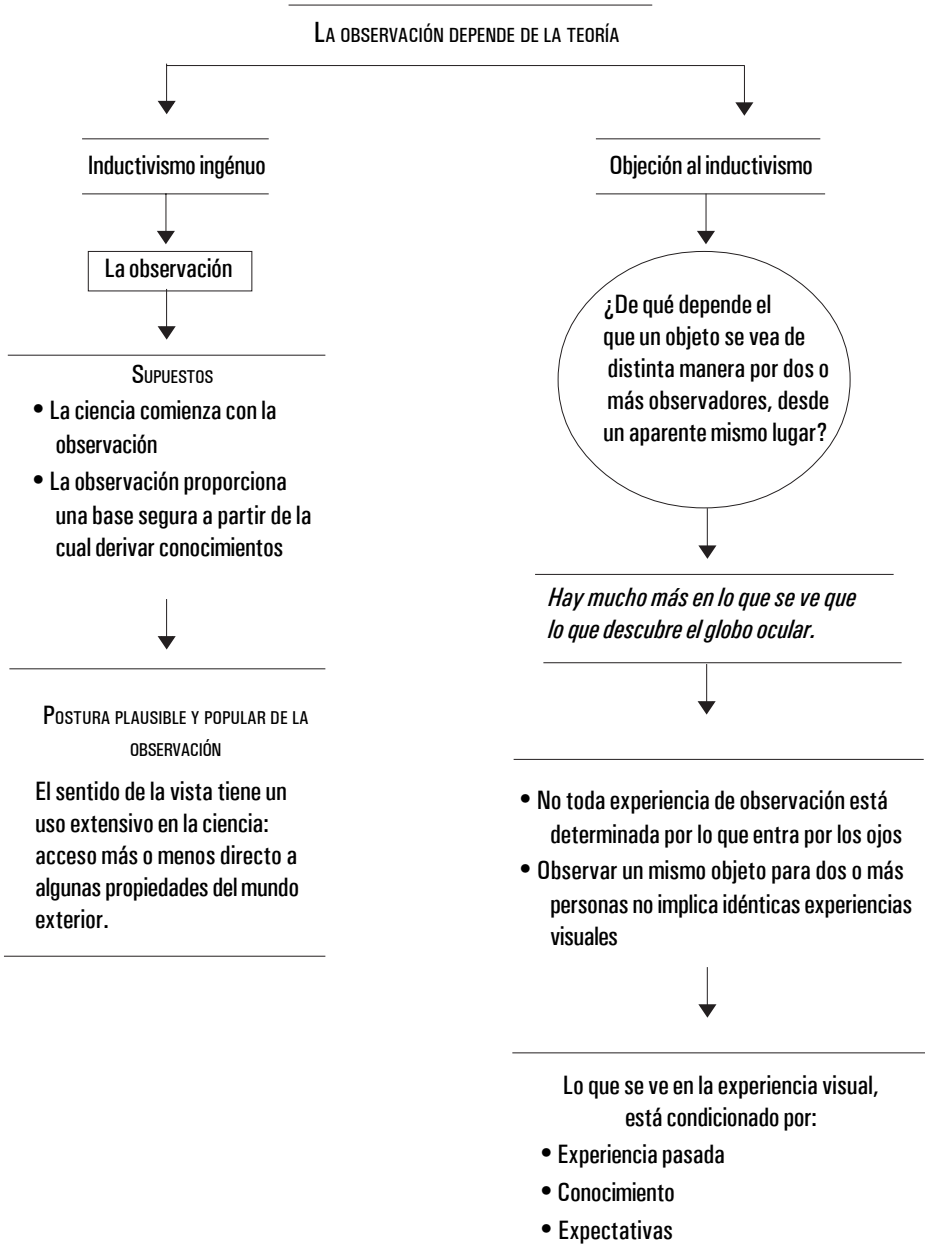 LA OBSERVACIÓN DEPENDE DE LA TEORÍA
Inductivismo ingénuo
La observación
SUPUESTOS
• La ciencia comienza con la
observación
• La observación proporciona
una base segura a partir de la
cual derivar conocimientos
POSTURA PLAUSIBLE Y POPULAR DE LA
OBSERVACIÓN
El sentido de la vista tiene un
uso extensivo en la ciencia:
acceso más o menos directo a
algunas propiedades del mundo
exterior.
Objeción al inductivismo
¿De qué depende el
que un objeto se vea de
distinta manera por dos o
más observadores, desde
un aparente mismo lugar?
Hay mucho más en lo que se ve que
lo que descubre el globo ocular.
• No toda experiencia de observación está
determinada por lo que entra por los ojos
• Observar un mismo objeto para dos o más
personas no implica idénticas experiencias
visuales
Lo que se ve en la experiencia visual,
está condicionado por:
• Experiencia pasada
• Conocimiento
• Expectativas